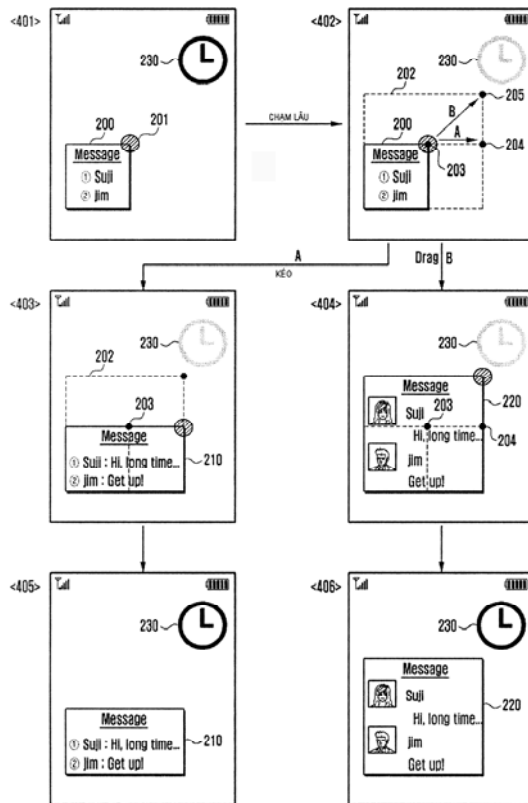 <401>
230
200
201
Message
① Suji
② jim
CHẠM LÂU
<402>
230
202
205
B
A
200
204
Message
203
① Suji
② jim
A
KÉO
Drag B
<403>
230
202
203
Message
① Suji : Hi, long time...
② jim : Get up!
210
<404>
230
Message
220
Suji
203
Hi, long time...
204
jim
Get up!
<405>
230
Message
① Suji : Hi, long time...
② jim : Get up!
210
<406>
230
Message
Suji
220
Hi, long time...
jim
Get up!